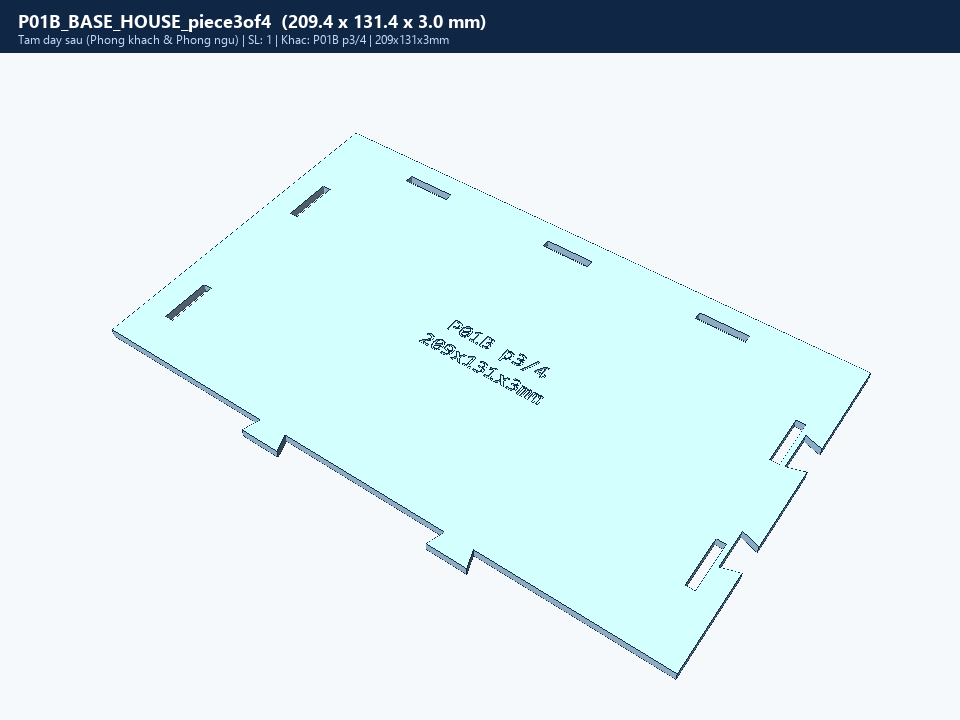 P01B_BASE_HOUSE_piece3of4 (209.4 x 131.4 x 3.0 mm)
Tam day sau (Phong khach & Phong ngu) | SL: 1 | Khac: P01B p3/4 | 209x131x3mm
P01B p3/4
209x131x3mm